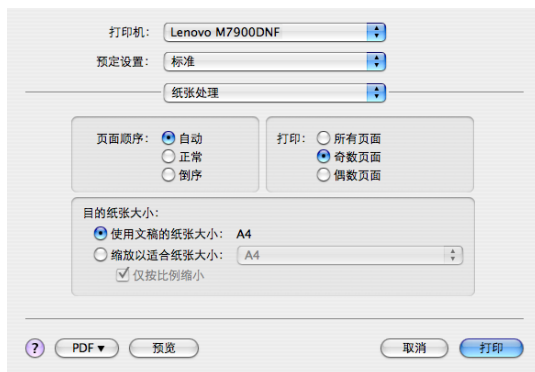 打印机： Lenovo M7900DNF
预定设置： 标准
纸张处理
页面顺序： 自动 打印： 所有页面
正常 奇数页面
倒序 偶数页面
目的纸张大小：
使用文稿的纸张大小： A4
缩放以适合纸张大小： A4
仅按比例缩小
? PDF▼ 预览 取消 打印